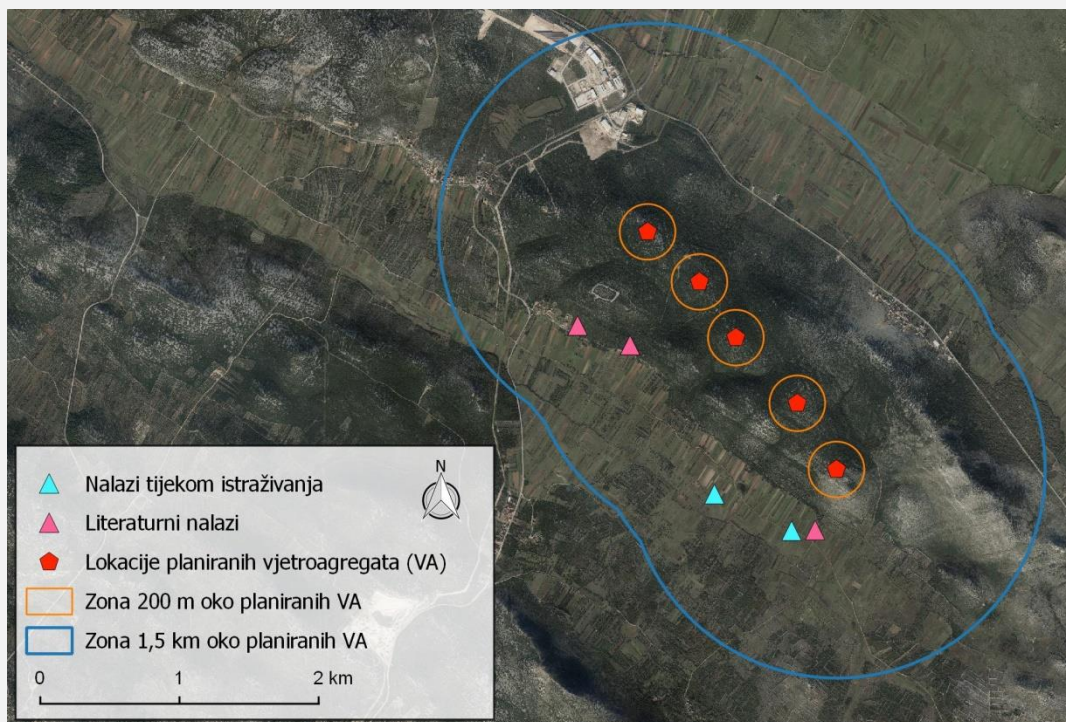 N
Nalazi tijekom istraživanja
Literaturni nalazi
Lokacije planiranih vjetroagregata (VA)
Zona 200 m oko planiranih VA
Zona 1,5 km oko planiranih VA
0 1 2 km